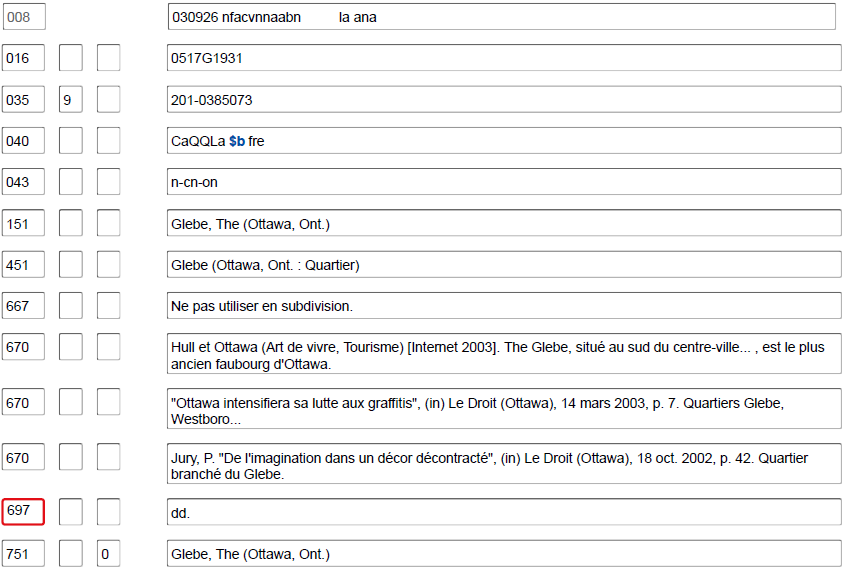 008 030926 nfacvnnaabn la ana
016 0517G1931
035 9 201-0385073
040 CaQQLa $b fre
043 n-cn-on
151 Glebe, The (Ottawa, Ont.)
451 Glebe (Ottawa, Ont. : Quartier)
667 Ne pas utiliser en subdivision.
670 Hull et Ottawa (Art de vivre, Tourisme) [Internet 2003]. The Glebe, situé au sud du centre-ville... , est le plus
ancien faubourg d'Ottawa.
670 "Ottawa intensifiera sa lutte aux graffitis", (in) Le Droit (Ottawa), 14 mars 2003, p. 7. Quartiers Glebe,
Westboro...
670 Jury, P. "De l'imagination dans un décor décontracté", (in) Le Droit (Ottawa), 18 oct. 2002, p. 42. Quartier
branché du Glebe.
697 dd.
751 0 Glebe, The (Ottawa, Ont.)